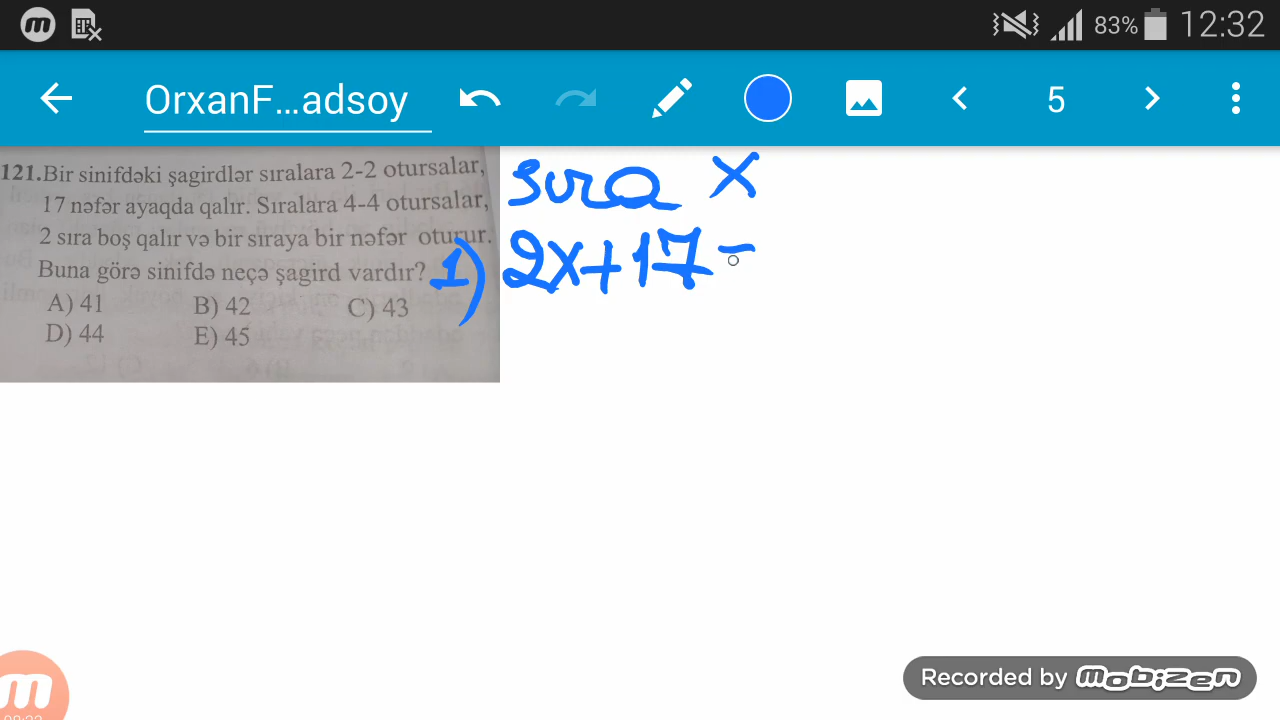 83% 12:32
OrxanF...adsoy 5
121.Bir sinifdəki şagirdlər sıralara 2-2 otursalar,
17 nəfər ayaqda qalır. Sıralara 4-4 otursalar,
2 sıra boş qalır və bir sıraya bir nəfər oturur.
Buna görə sinifdə neçə şagird vardır?
A) 41 B) 42 C) 43
D) 44 E) 45
sıra x
1) 2x+17 =
Recorded by mobizen